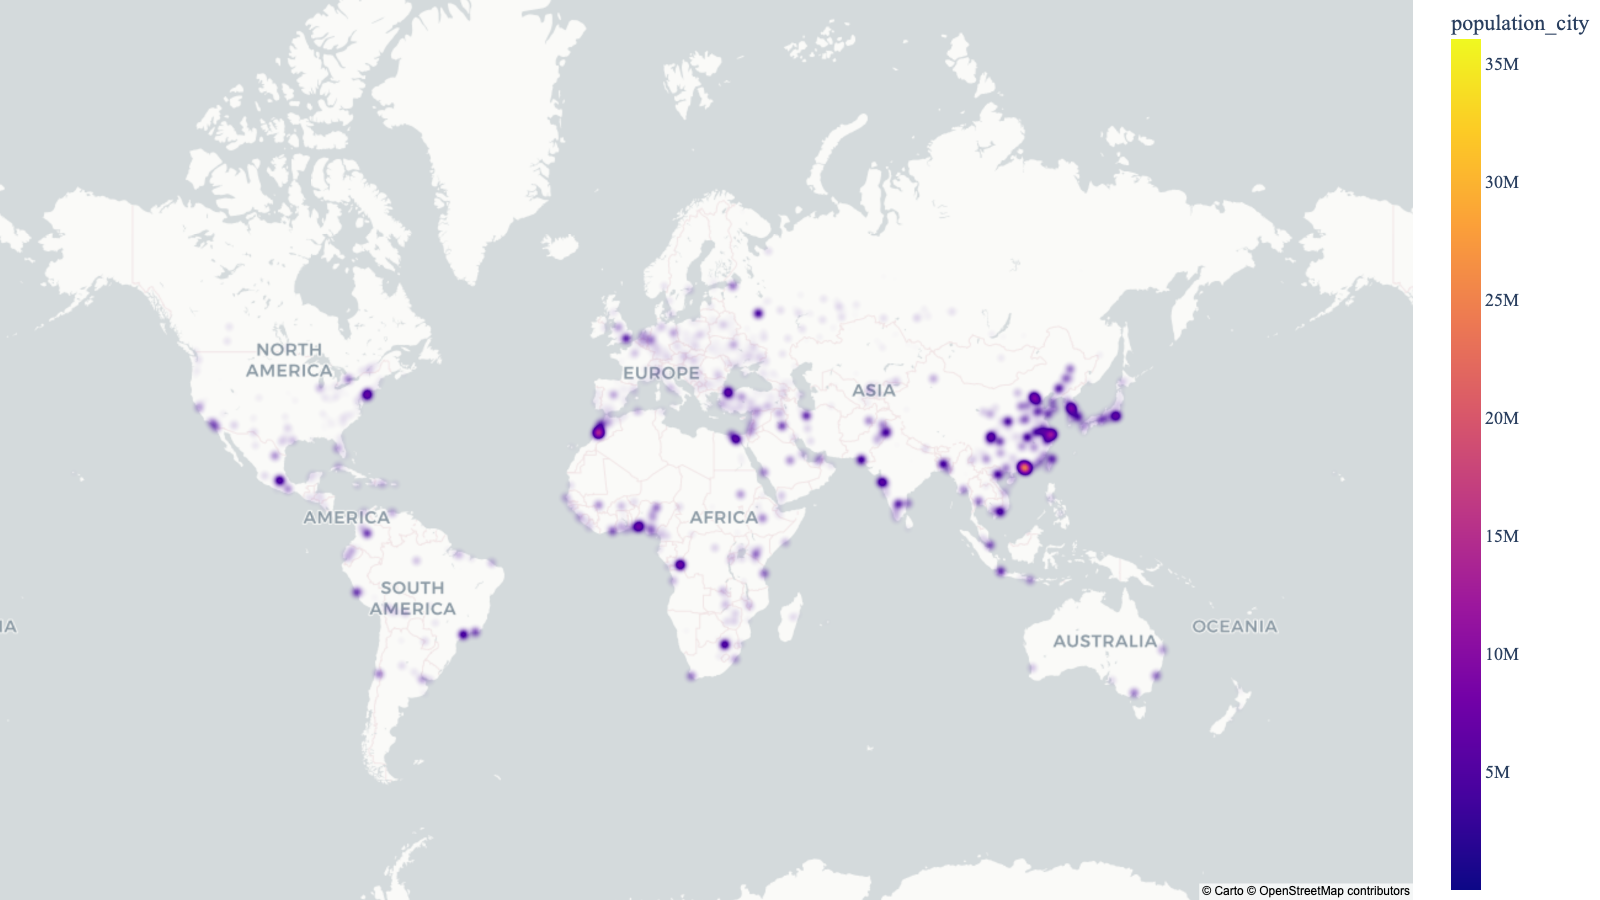 population_city
35M
30M
25M
20M
15M
10M
5M
NORTH
AMERICA
EUROPE
ASIA
AMERICA
AFRICA
SOUTH
AMERICA
IA
OCEANIA
AUSTRALIA
© Carto © OpenStreetMap contributors